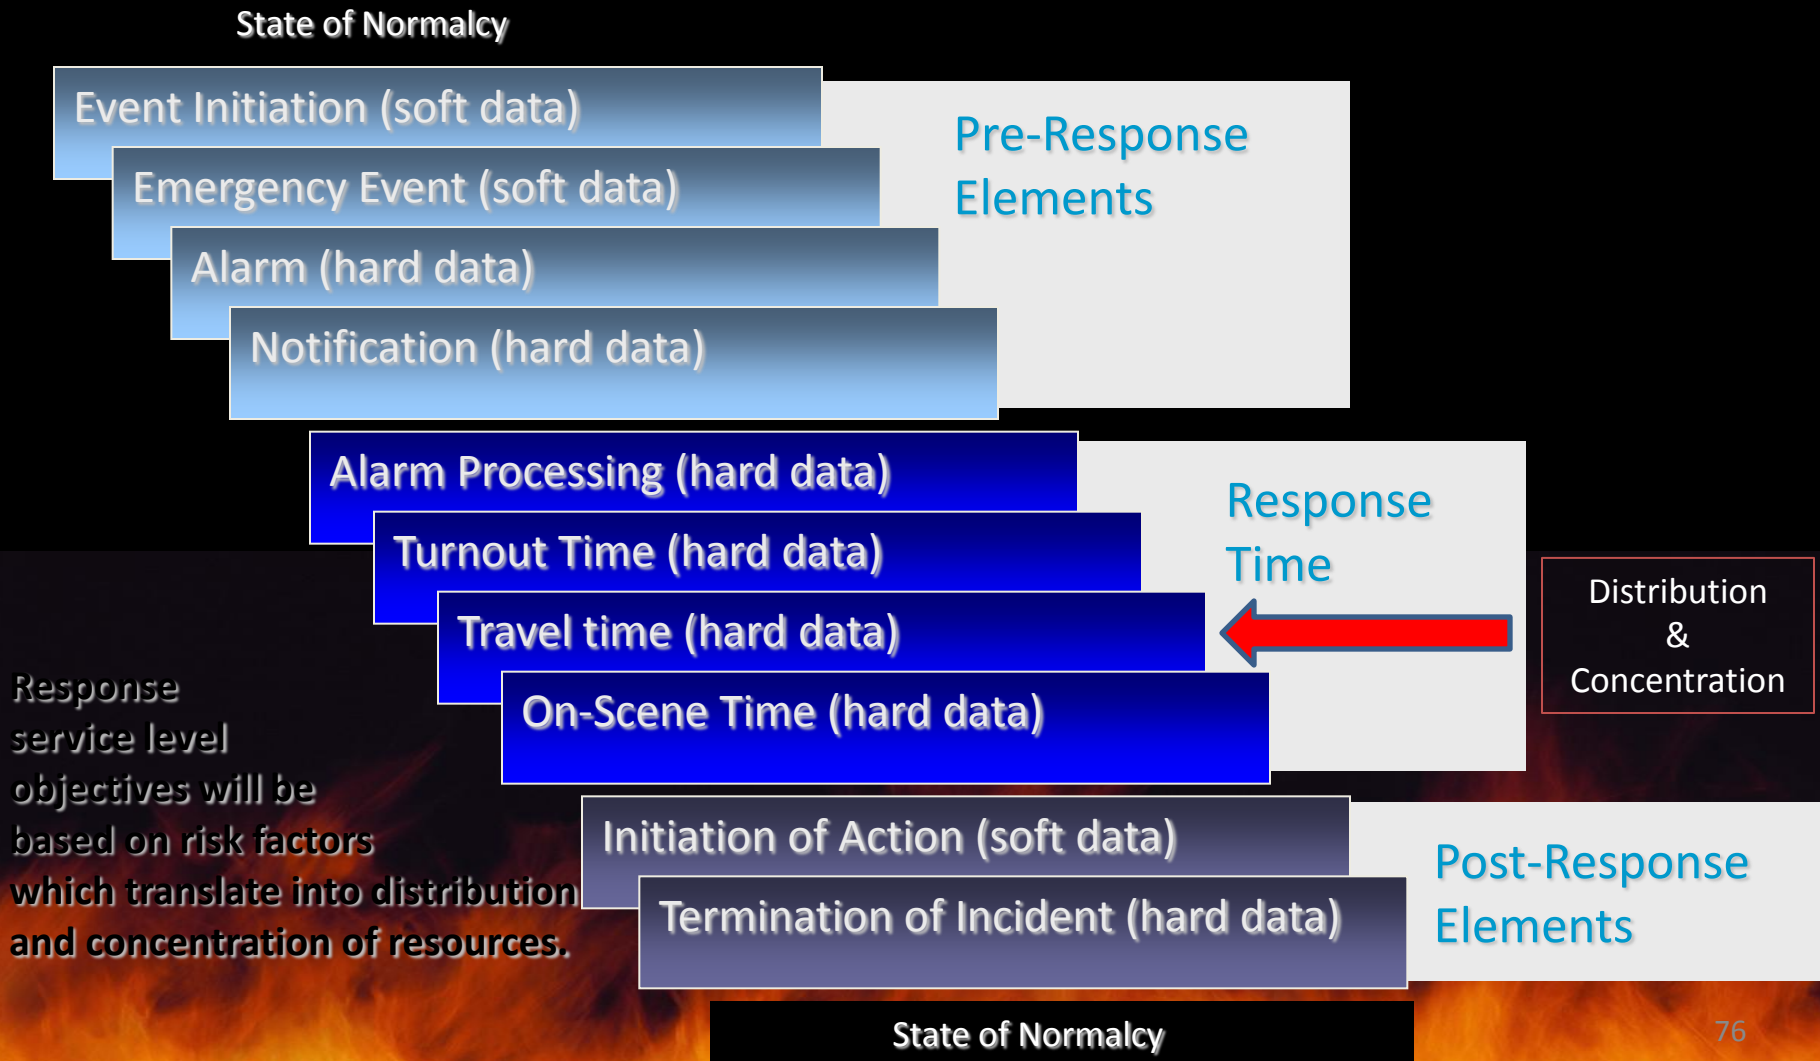 State of Normalcy
Event Initiation (soft data)
Emergency Event (soft data)
Alarm (hard data)
Notification (hard data)
Pre-Response
Elements
Alarm Processing (hard data)
Turnout Time (hard data)
Travel time (hard data)
On-Scene Time (hard data)
Response
Time
Distribution
&
Concentration
Response
service level
objectives will be
based on risk factors
which translate into distribution
and concentration of resources.
Initiation of Action (soft data)
Termination of Incident (hard data)
Post-Response
Elements
State of Normalcy
76